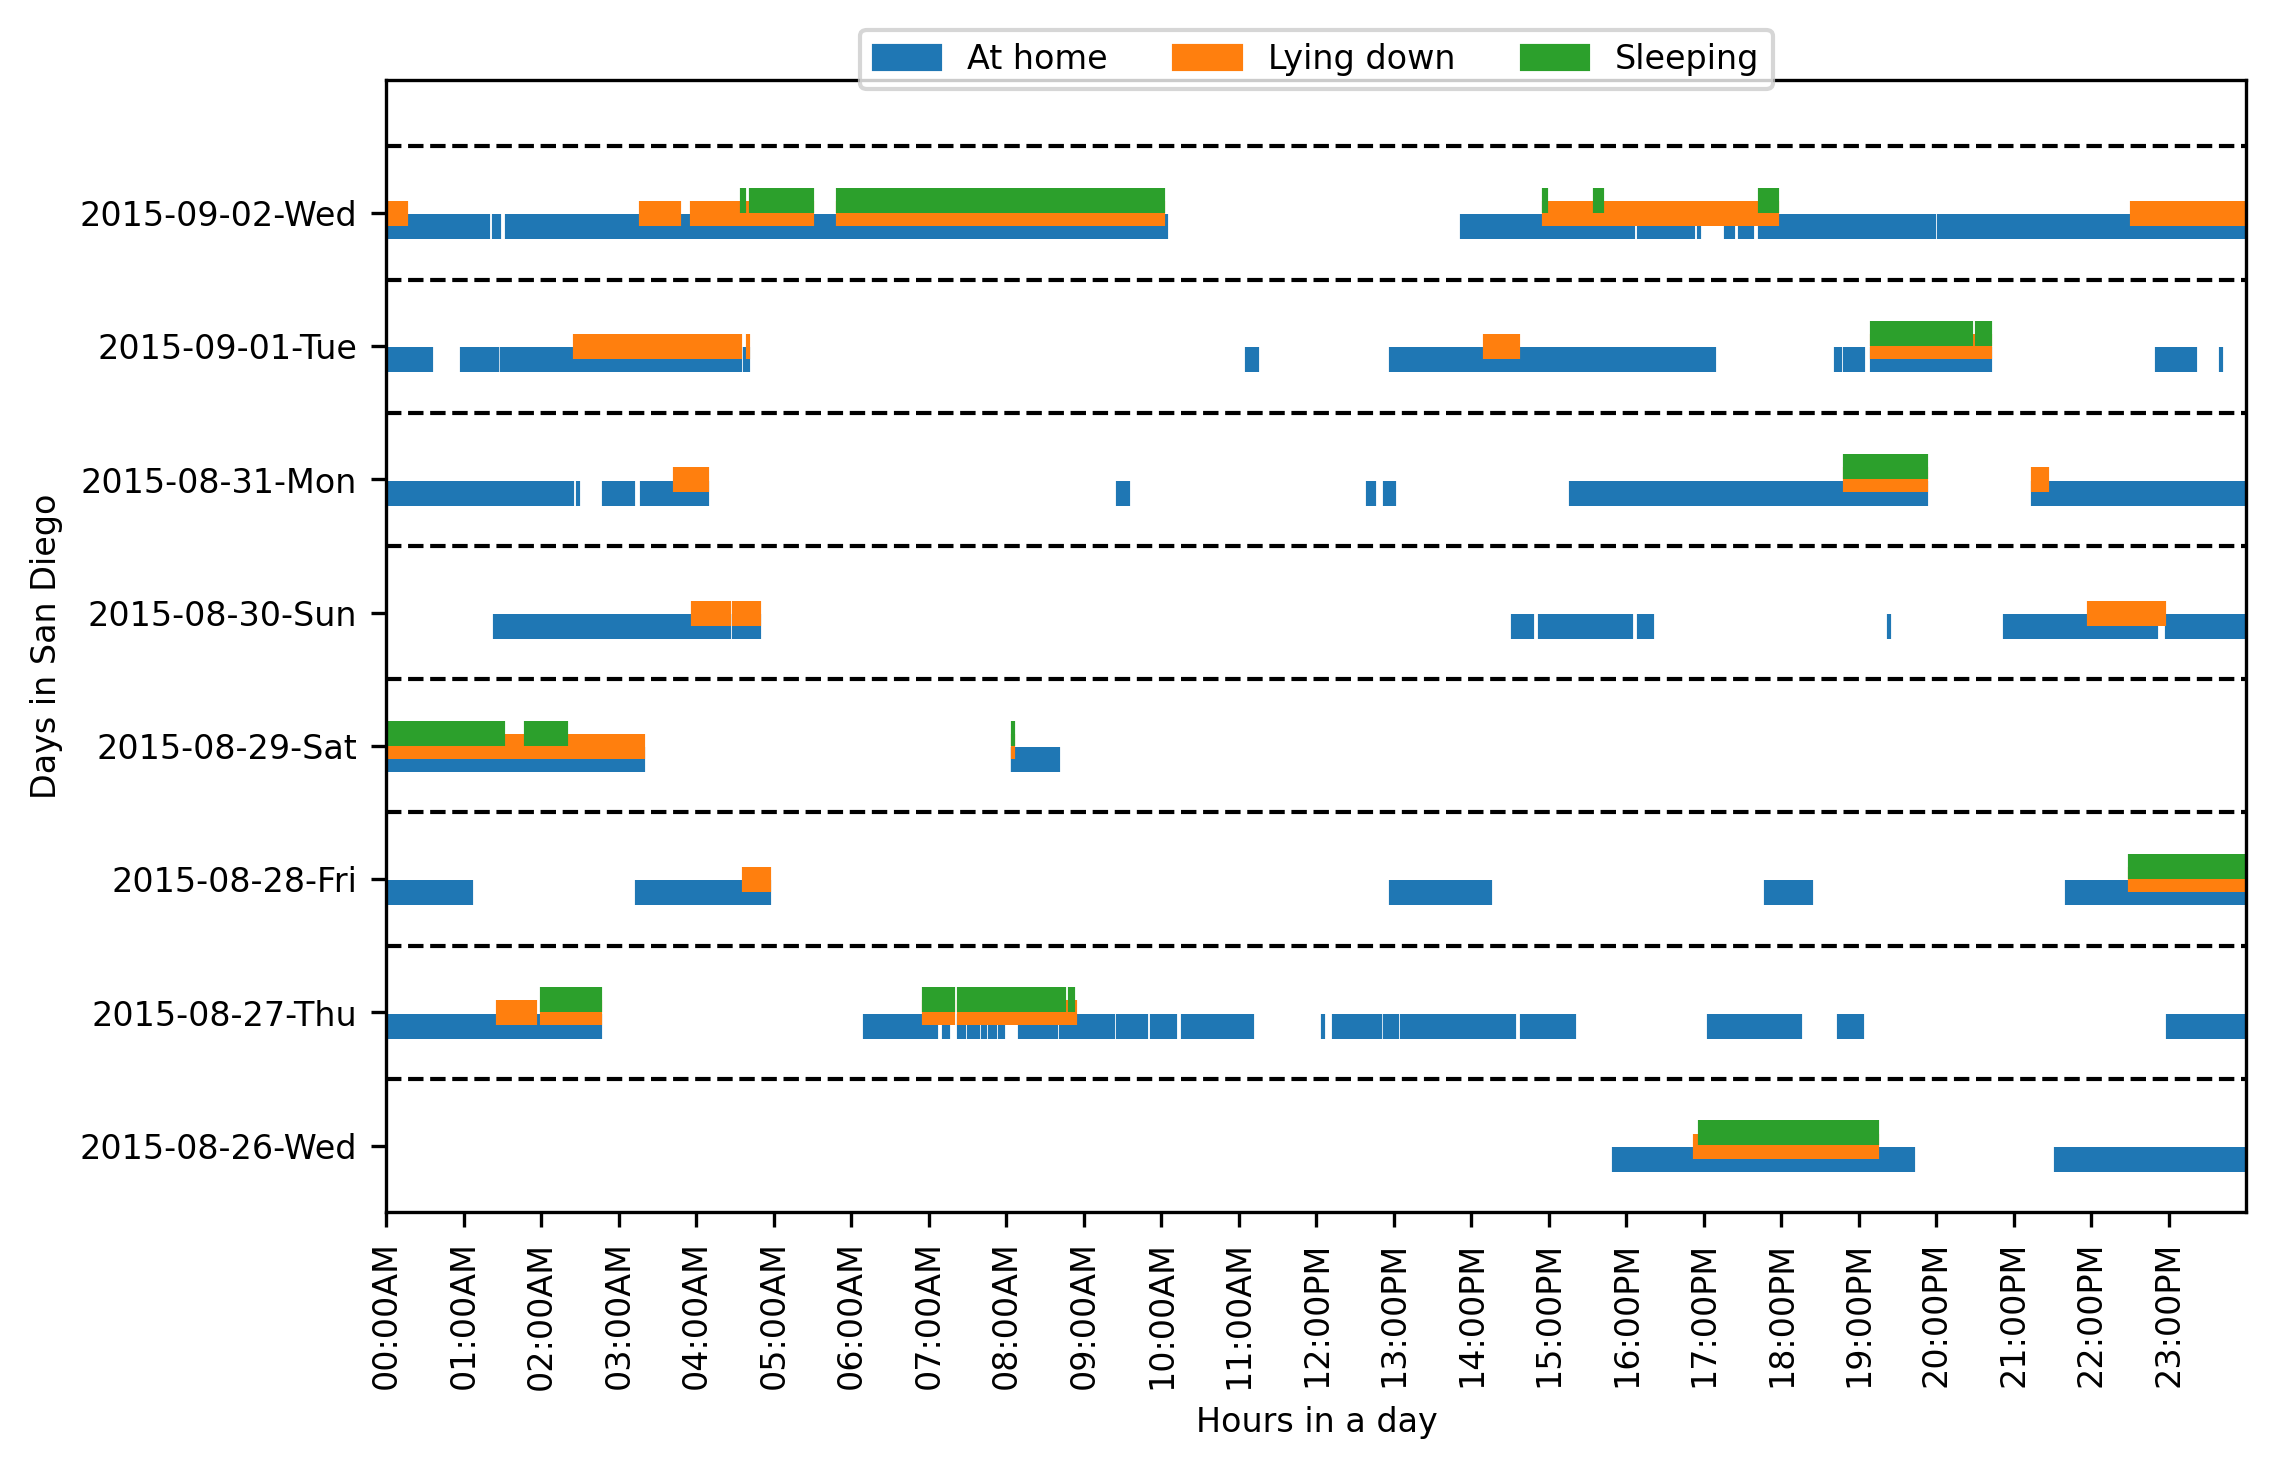 At home Lying down Sleeping
Days in San Diego
2015-09-02-Wed
2015-09-01-Tue
2015-08-31-Mon
2015-08-30-Sun
2015-08-29-Sat
2015-08-28-Fri
2015-08-27-Thu
2015-08-26-Wed
00:00AM
01:00AM
02:00AM
03:00AM
04:00AM
05:00AM
06:00AM
07:00AM
08:00AM
09:00AM
10:00AM
11:00AM
12:00PM
13:00PM
14:00PM
15:00PM
16:00PM
17:00PM
18:00PM
19:00PM
20:00PM
21:00PM
22:00PM
23:00PM
Hours in a day